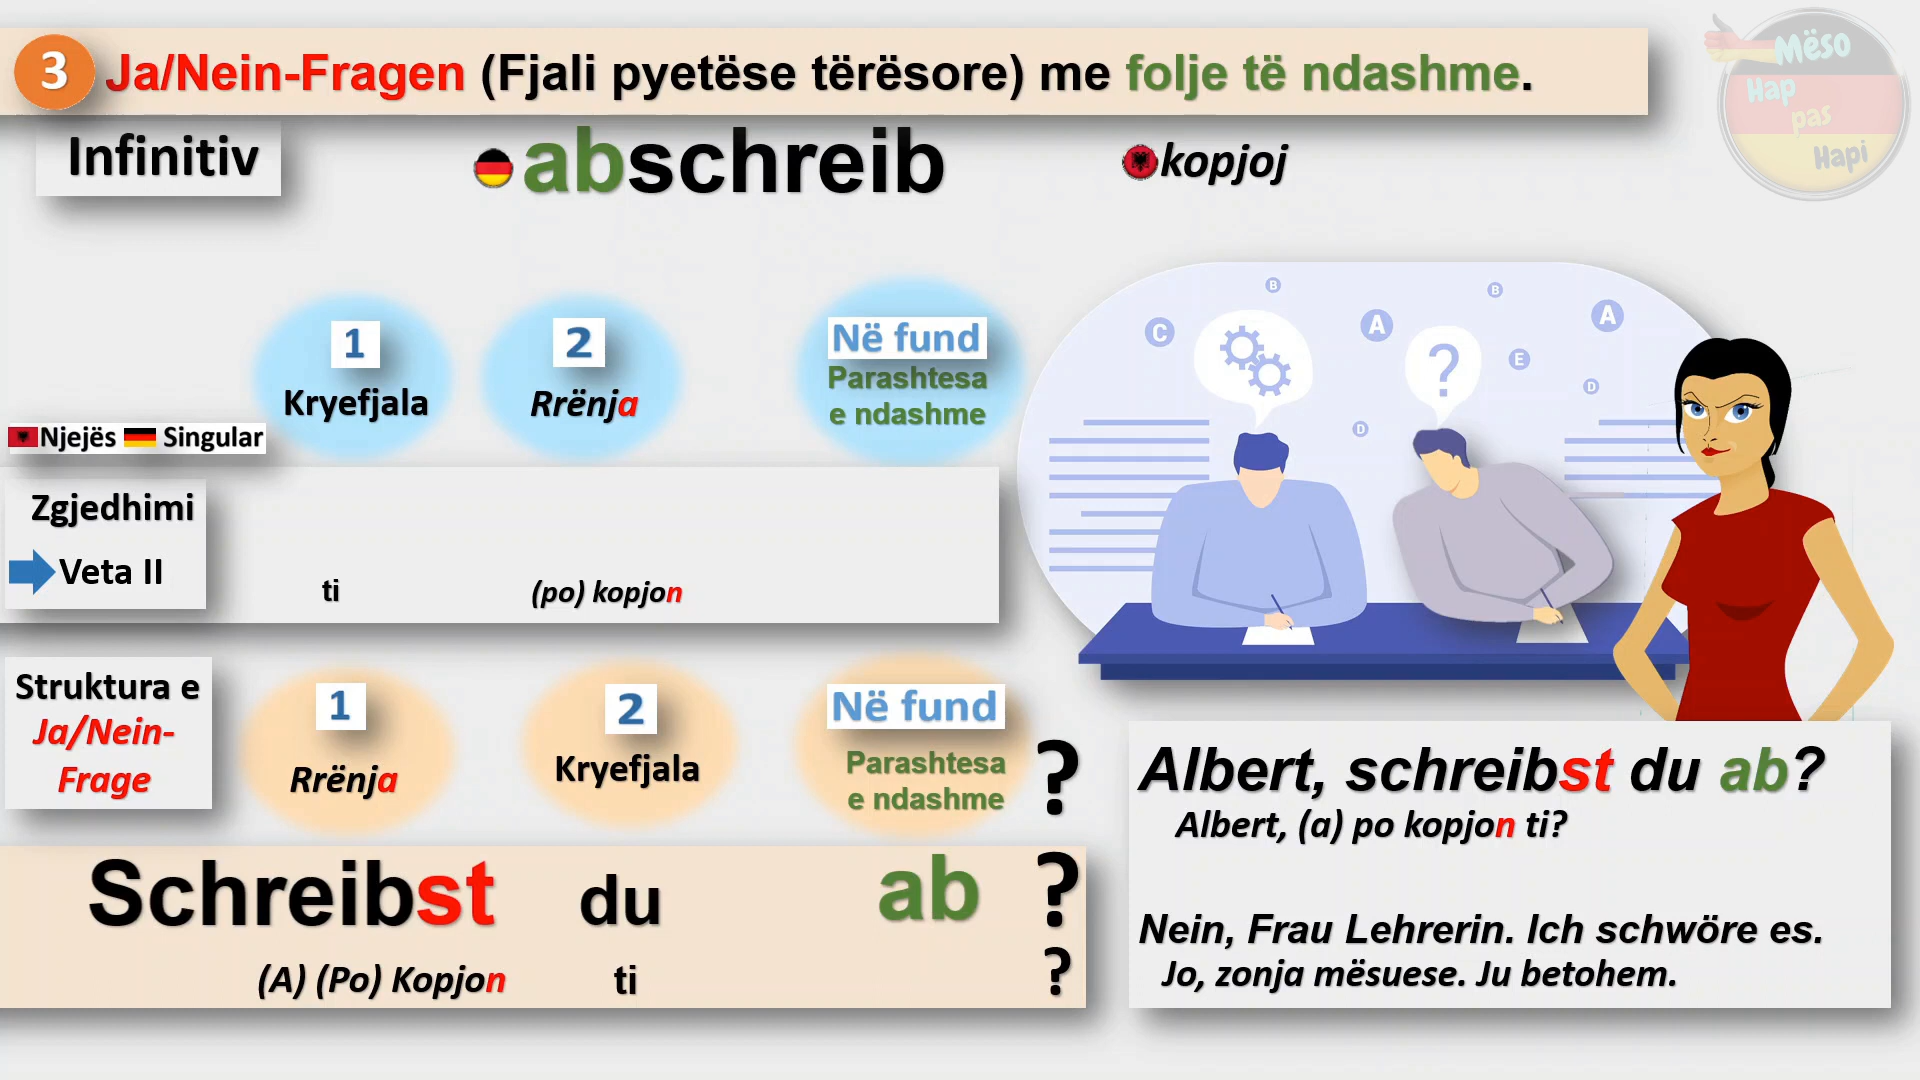 3 Ja/Nein-Fragen (Fjali pyetëse tërësore) me folje të ndashme.
Mëso
Hap
pas
Hapi
Infinitiv
abschreib
kopjoj
1
Kryefjala
2
Rrënja
Në fund
Parashtesa
e ndashme
Njejës Singular
Zgjedhimi
Veta II
ti (po) kopjon
B
B
C
A
A
E
D
D
?
Struktura e
Ja/Nein-
Frage
1
Rrënja
2
Kryefjala
Në fund
Parashtesa
e ndashme
?
Schreibst du ab ?
(A) (Po) Kopjon ti ?
Albert, schreibst du ab?
Albert, (a) po kopjon ti?
Nein, Frau Lehrerin. Ich schwöre es.
Jo, zonja mësuese. Ju betohem.